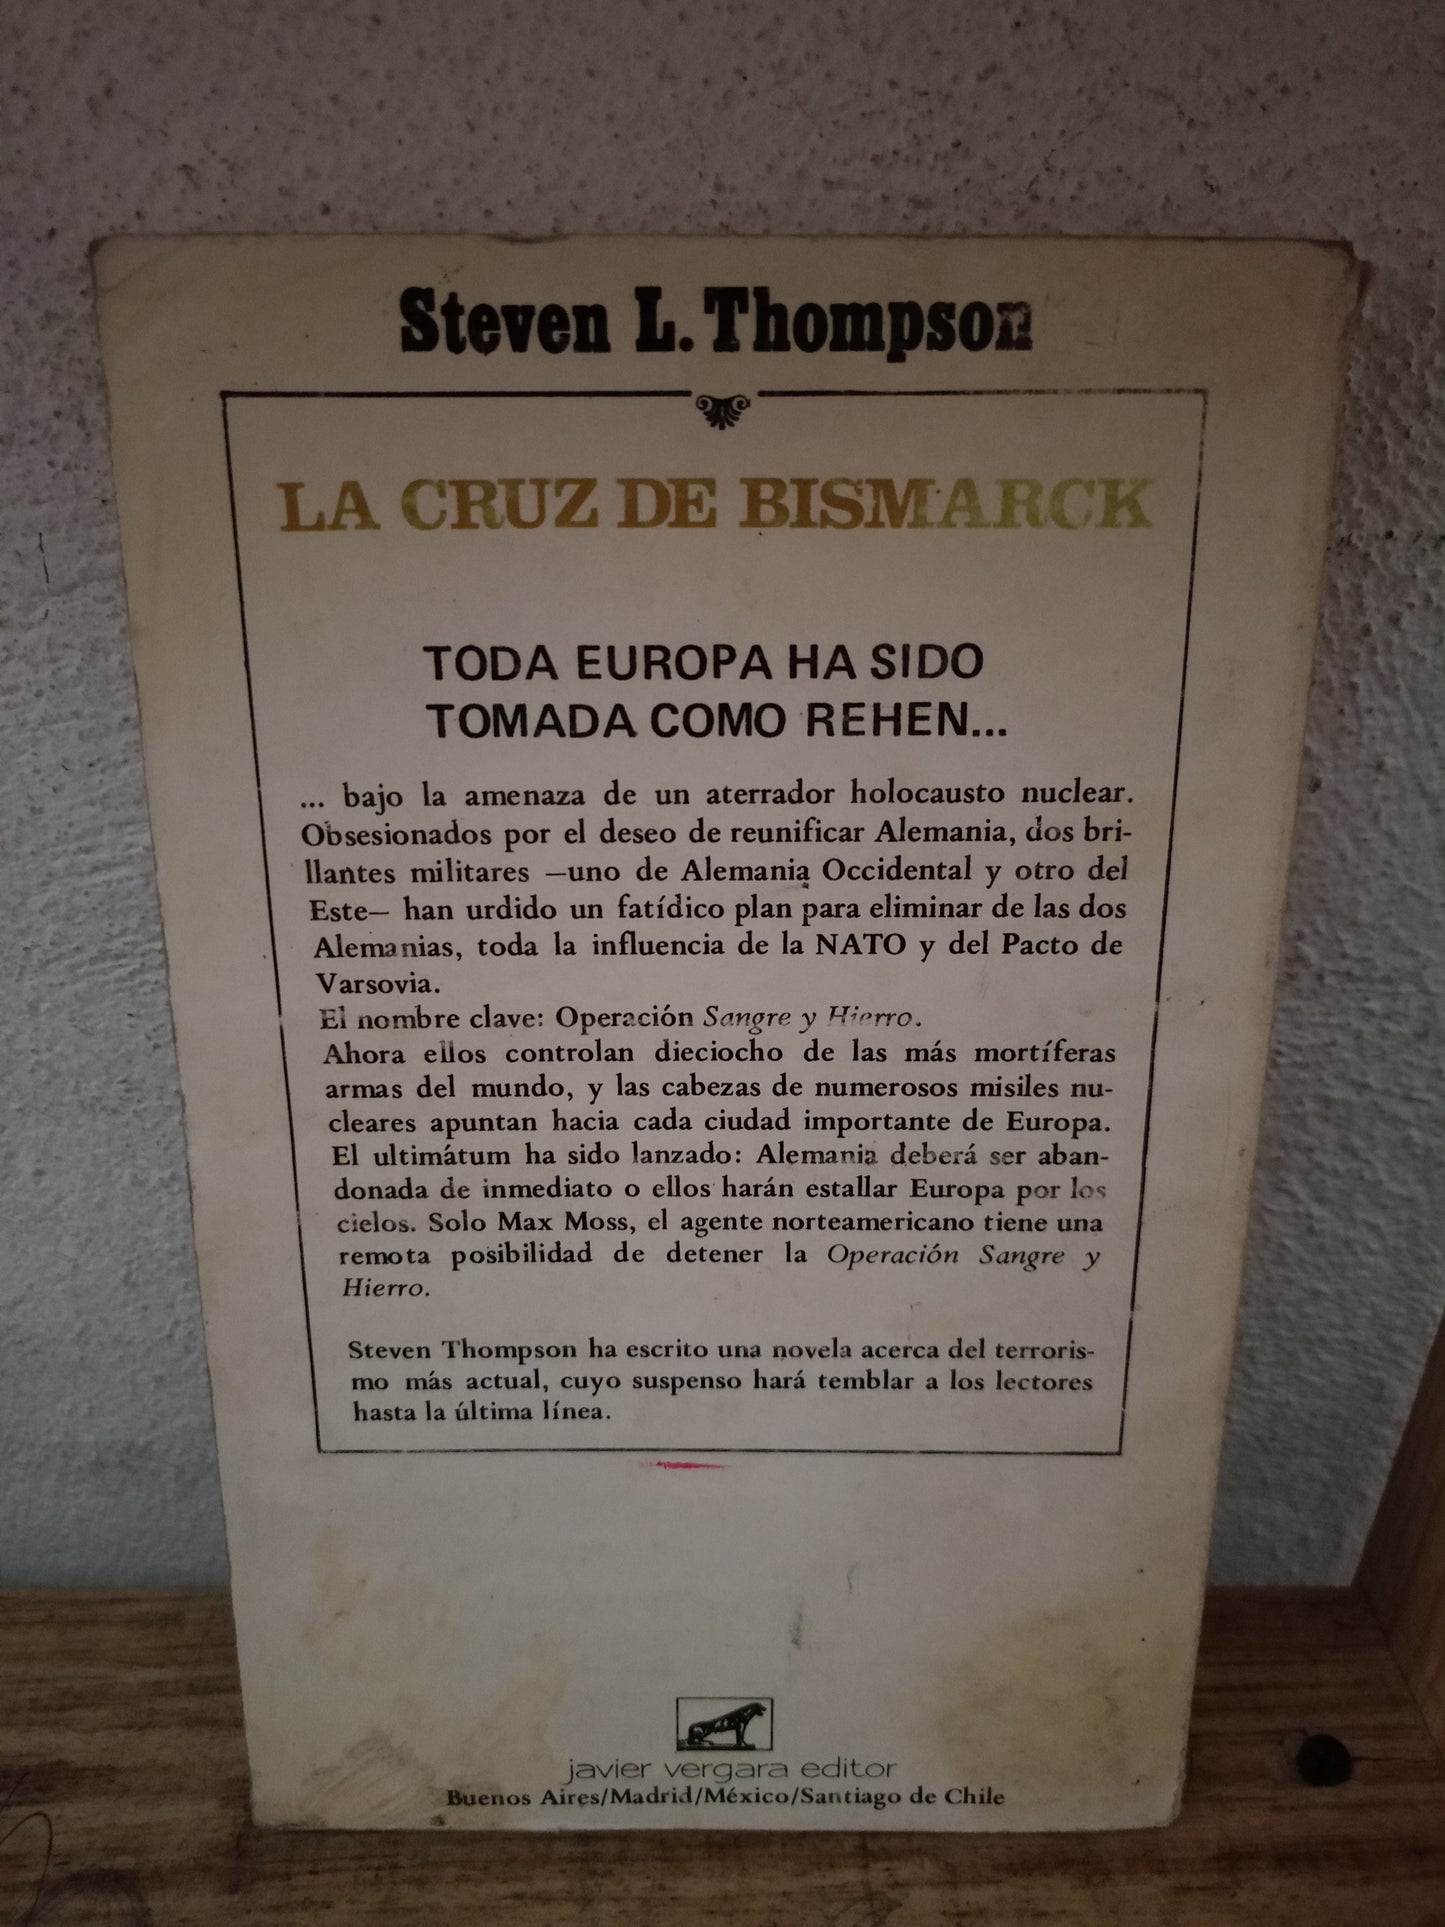 Steven L. Thompson
LA CRUZ DE BISMARCK
TODA EUROPA HA SIDO
TOMADA COMO REHEN...
... bajo la amenaza de un aterrador holocausto nuclear.
Obsesionados por el deseo de reunificar Alemania, dos bri-
llantes militares —uno de Alemania Occidental y otro del
Este— han urdido un fatídico plan para eliminar de las dos
Alemanias, toda la influencia de la NATO y del Pacto de
Varsovia.
El nombre clave: Operación Sangre y Hierro.
Ahora ellos controlan dieciocho de las más mortíferas
armas del mundo, y las cabezas de numerosos misiles nu-
cleares apuntan hacia cada ciudad importante de Europa.
El ultimátum ha sido lanzado: Alemania deberá ser aban-
donada de inmediato o ellos harán estallar Europa por los
cielos. Solo Max Moss, el agente norteamericano tiene una
remota posibilidad de detener la Operación Sangre y
Hierro.
Steven Thompson ha escrito una novela acerca del terroris-
mo más actual, cuyo suspenso hará temblar a los lectores
hasta la última línea.
javier vergara editor
Buenos Aires/Madrid/México/Santiago de Chile